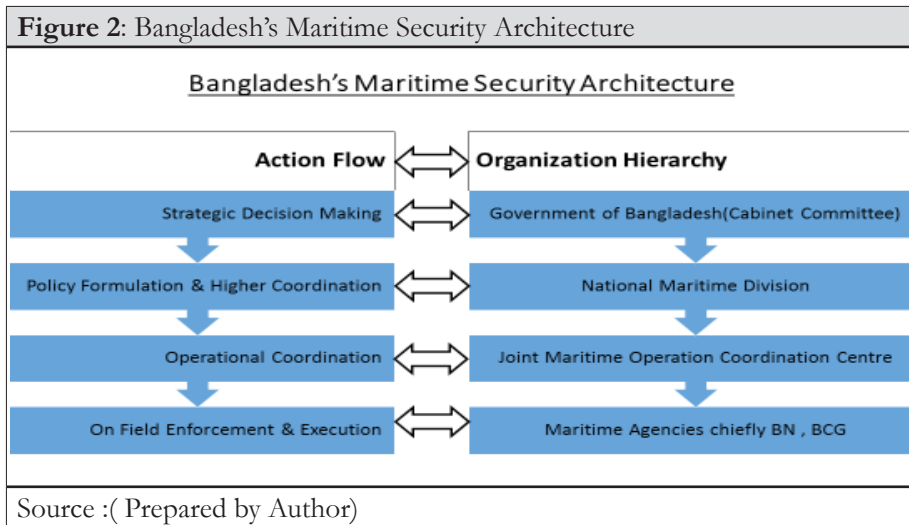 Figure 2: Bangladesh's Maritime Security Architecture
Bangladesh's Maritime Security Architecture
Action Flow
Organization Hierarchy
Strategic Decision Making
Government of Bangladesh(Cabinet Committee)
Policy Formulation & Higher Coordination
National Maritime Division
Operational Coordination
Joint Maritime Operation Coordination Centre
On Field Enforcement & Execution
Maritime Agencies chiefly BN , BCG
Source :( Prepared by Author)